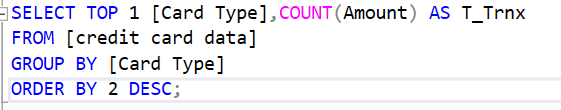 SELECT TOP 1 [Card Type],COUNT(Amount) AS T_Trnx
FROM [credit card data]
GROUP BY [Card Type]
ORDER BY 2 DESC;